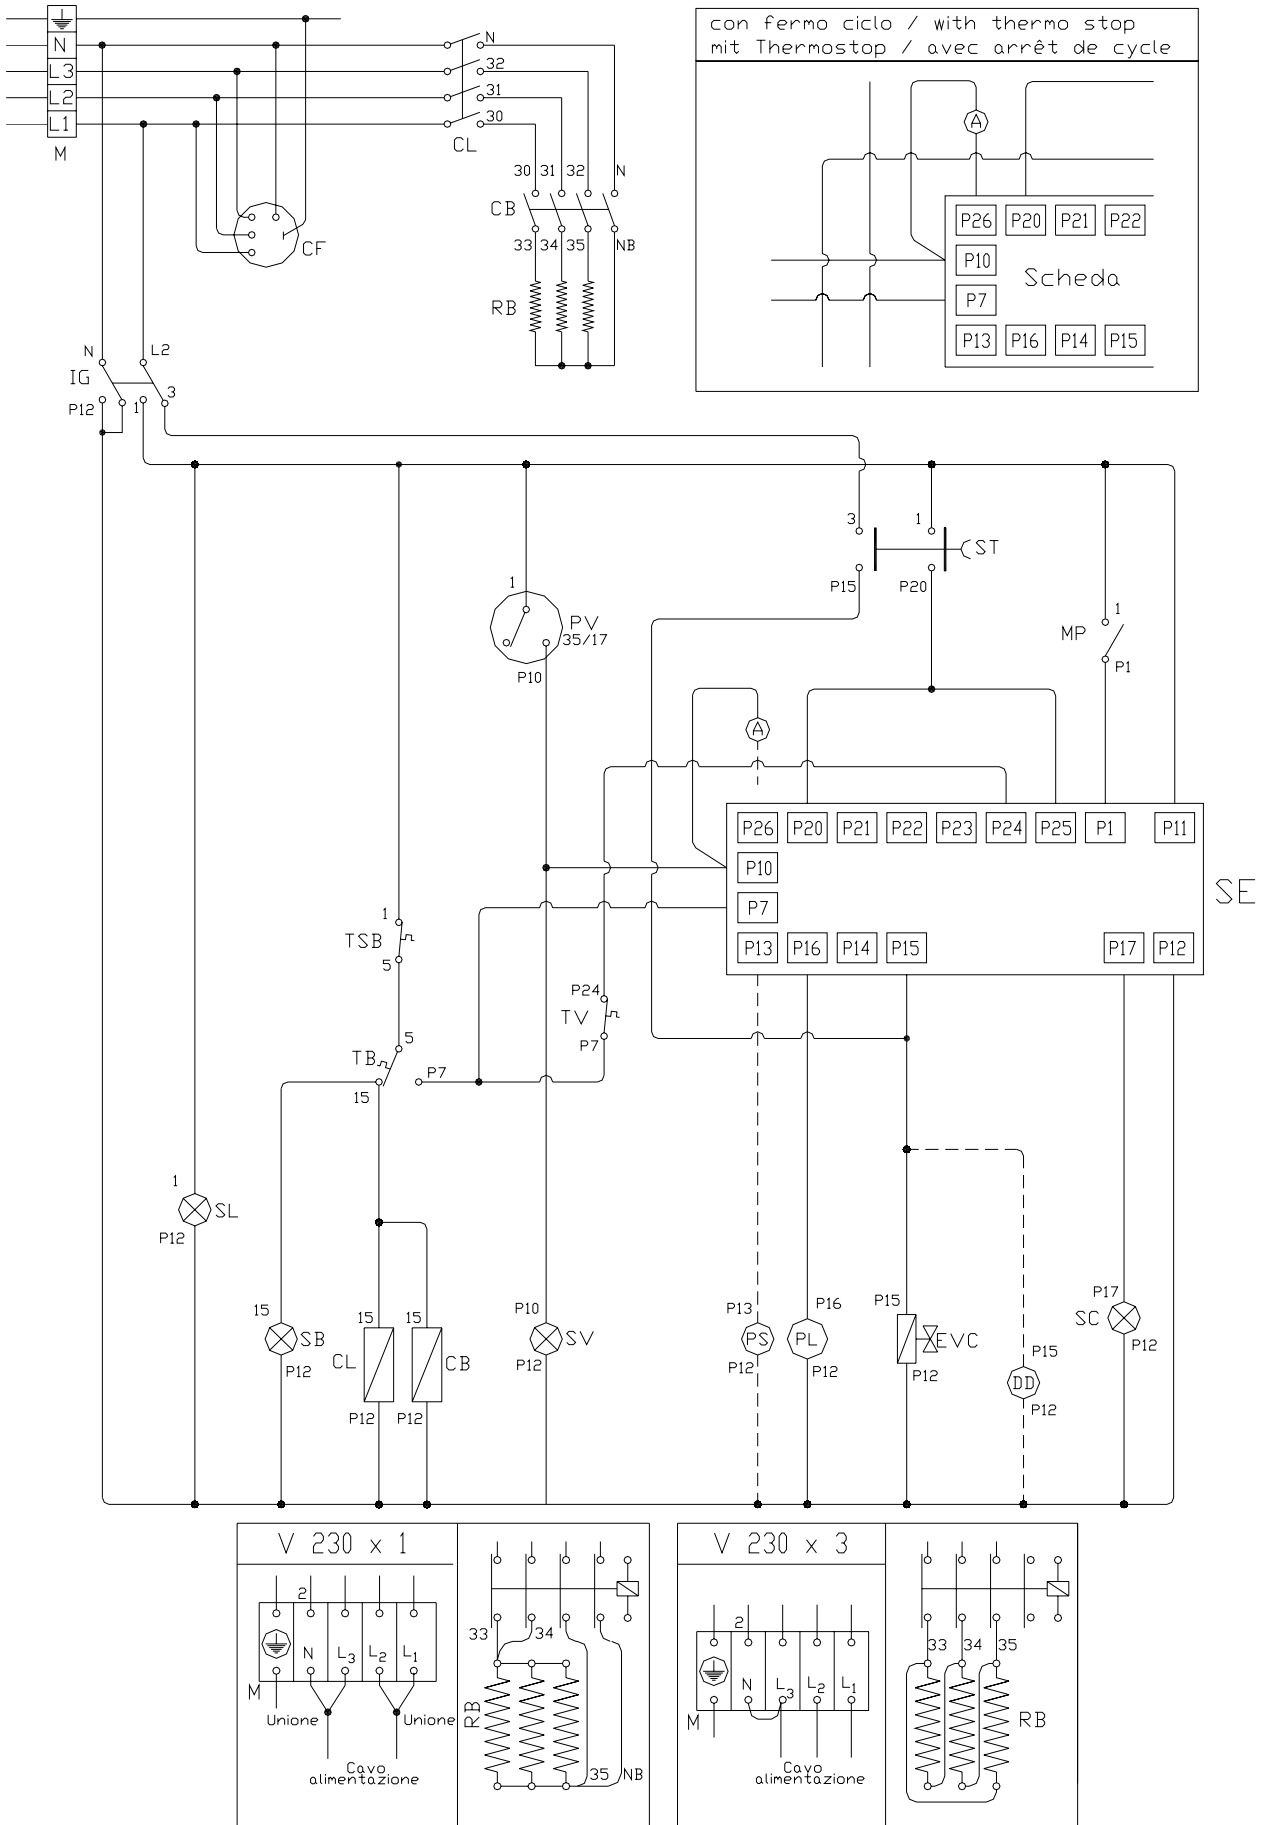 con fermo ciclo / with thermo stop
mit Thermostop / avec arrêt de cycle
N
L3
L2
L1
M
N
32
31
30
CL
30 31 32 N
CB
33 34 35 NB
RB
CF
A
P26 P20 P21 P22
P10
Scheda
P7
P13 P16 P14 P15
N
L2
IG
3
P12
1
3
1
ST
P15
P20
1
PV
35/17
P10
1
MP
P1
A
P26 P20 P21 P22 P23 P24 P25 P1 P11
P10
SE
P7
P13 P16 P14 P15 P17 P12
1
TSB
5
P24
TV
P7
5
TB
P7
15
1
SL
P12
15
SB
P12
15
CL
P12
15
CB
P12
P10
SV
P12
P13
PS
P12
P16
PL
P12
P15
EVC
P12
P15
DD
P12
P17
SC
P12
V 230 x 1
2
N L3 L2 L1
M
Unione
Unione
Cavo
alimentazione
33
34
RB
35
NB
V 230 x 3
2
N L3 L2 L1
M
Cavo
alimentazione
33
34
35
RB